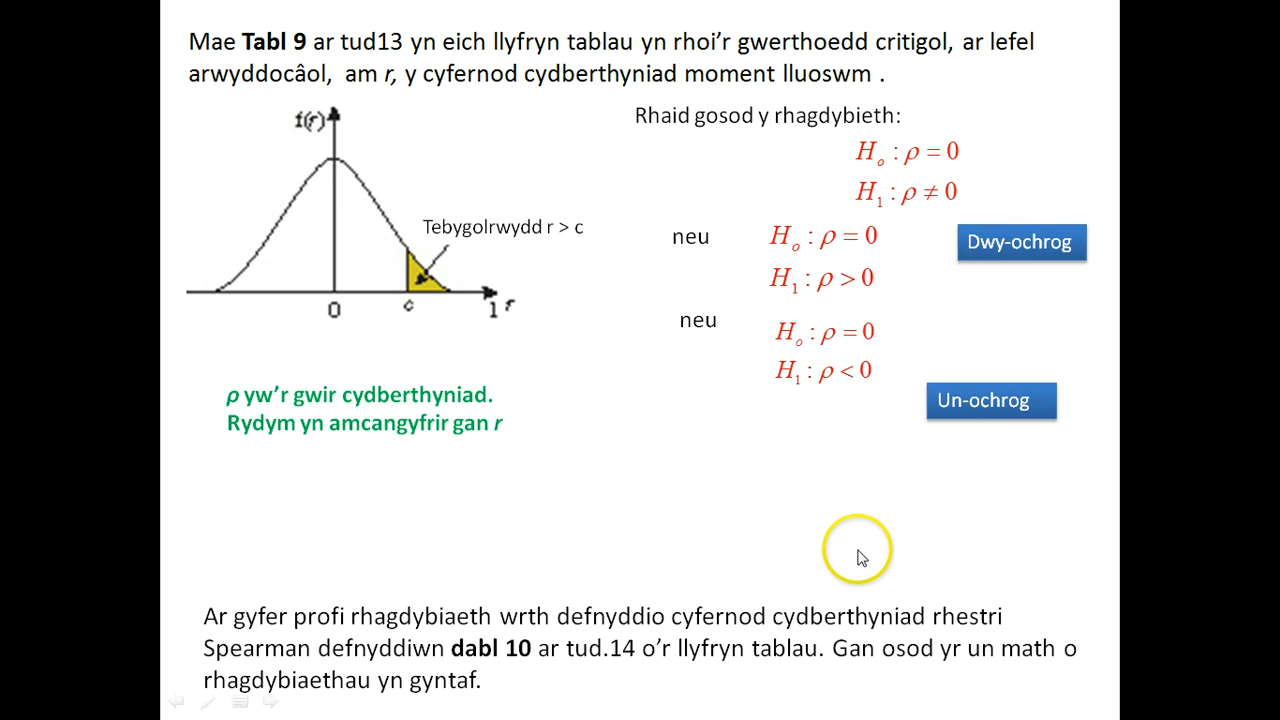 Mae Tabl 9 ar tud13 yn eich llyfryn tablau yn rhoi’r gwerthoedd critigol, ar lefel
arwyddocâol, am r, y cyfernod cydberthyniad moment lluoswm .
f(r)
Tebygolrwydd r > c
0 c 1 r
ρ yw’r gwir cydberthyniad.
Rydym yn amcangyfrir gan r
Rhaid gosod y rhagdybieth:
Hₒ : ρ = 0
H₁ : ρ ≠ 0
neu Hₒ : ρ = 0 Dwy-ochrog
H₁ : ρ > 0
neu Hₒ : ρ = 0
H₁ : ρ < 0
Un-ochrog
Ar gyfer profi rhagdybiaeth wrth defnyddio cyfernod cydberthyniad rhestri
Spearman defnyddiwn dabl 10 ar tud.14 o’r llyfryn tablau. Gan osod yr un math o
rhagdybiaethau yn gyntaf.